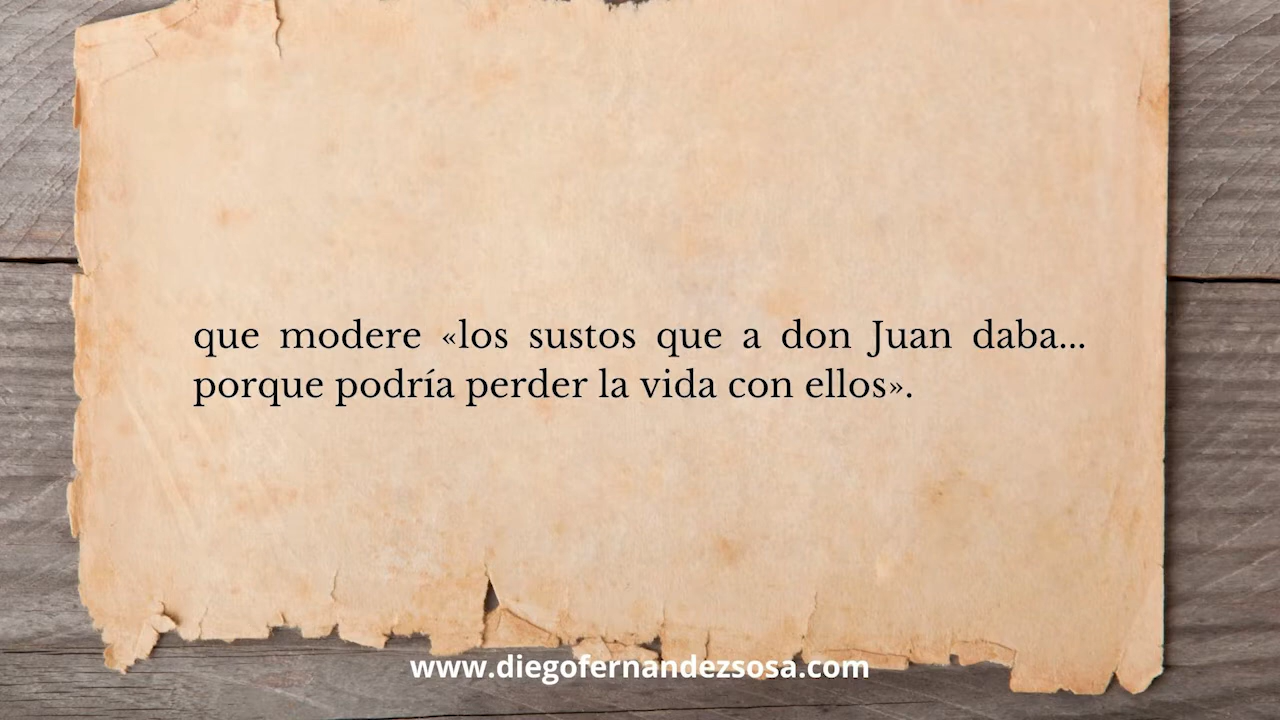 que modere «los sustos que a don Juan daba...
porque podría perder la vida con ellos».
www.diegofernandezsosa.com